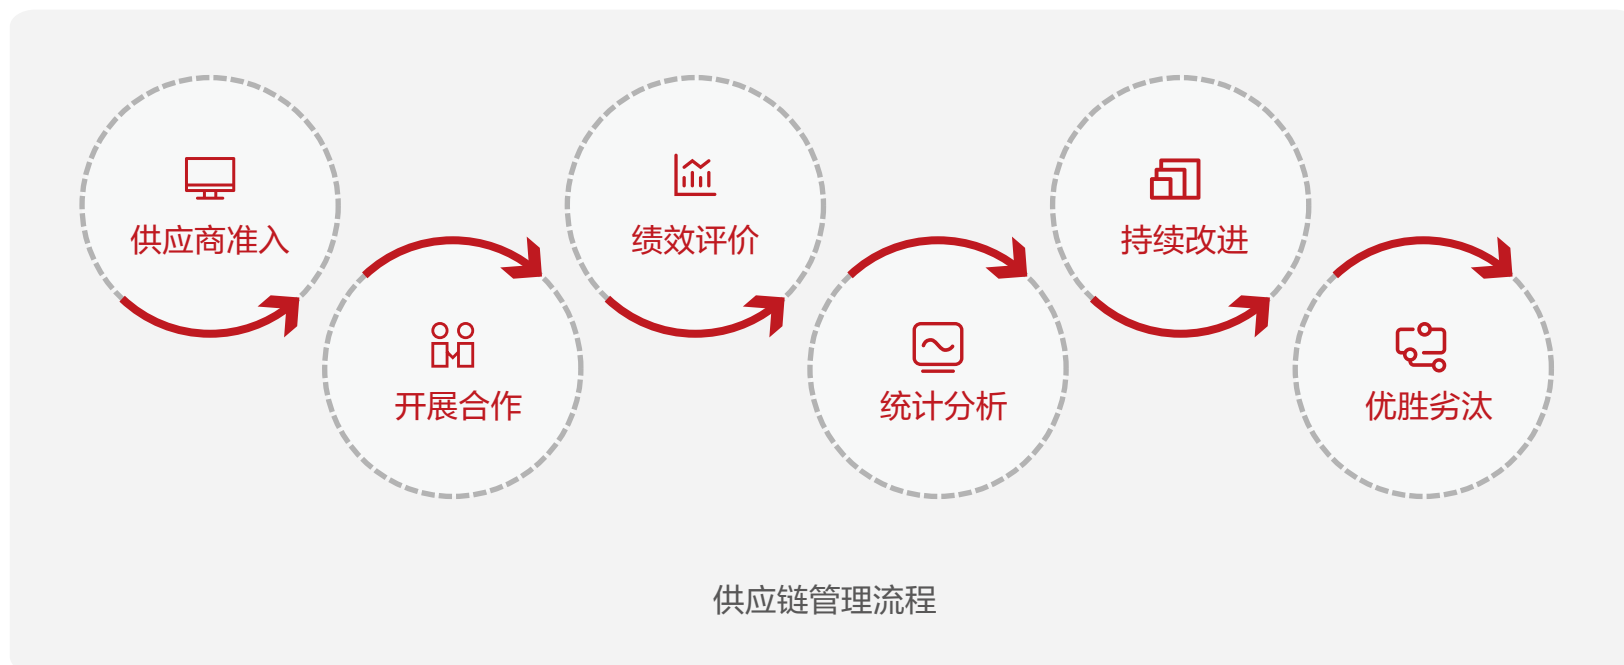 供应商准入
开展合作
绩效评价
统计分析
持续改进
优胜劣汰
供应链管理流程